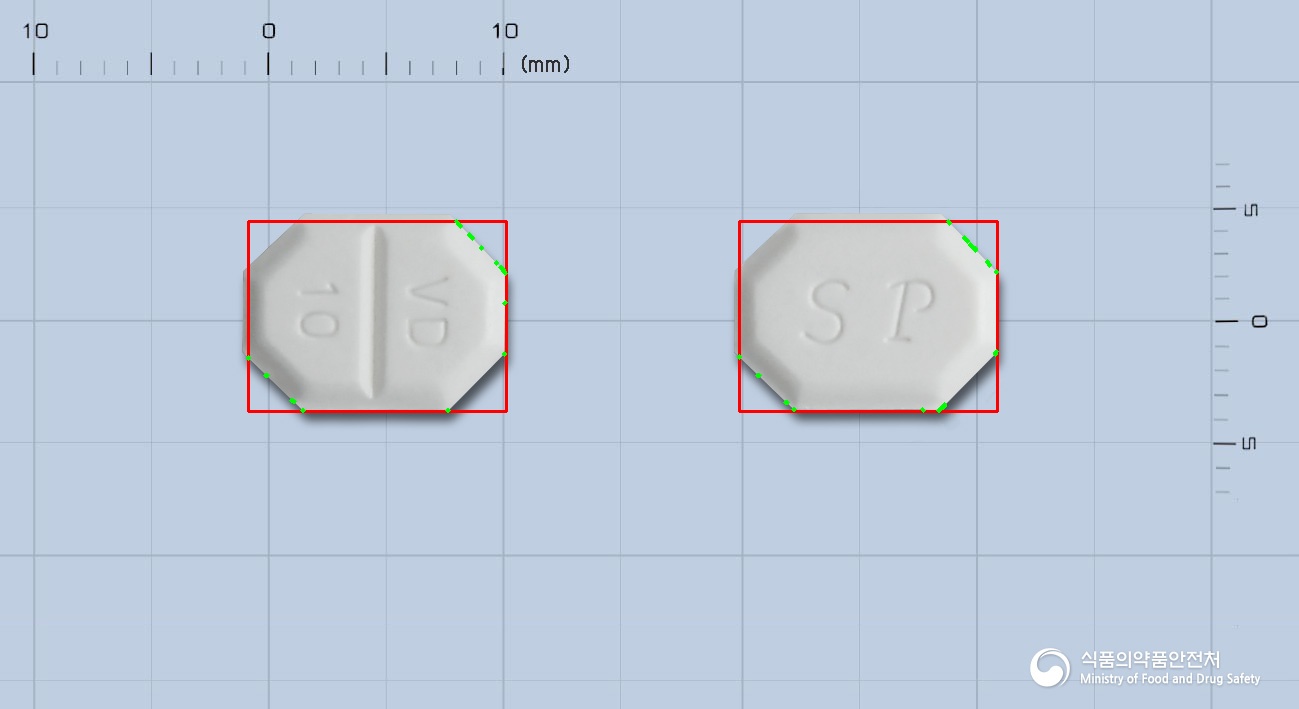 10 0 10
(mm)
5
0
5
10
VD
SP
식품의약품안전처
Ministry of Food and Drug Safety